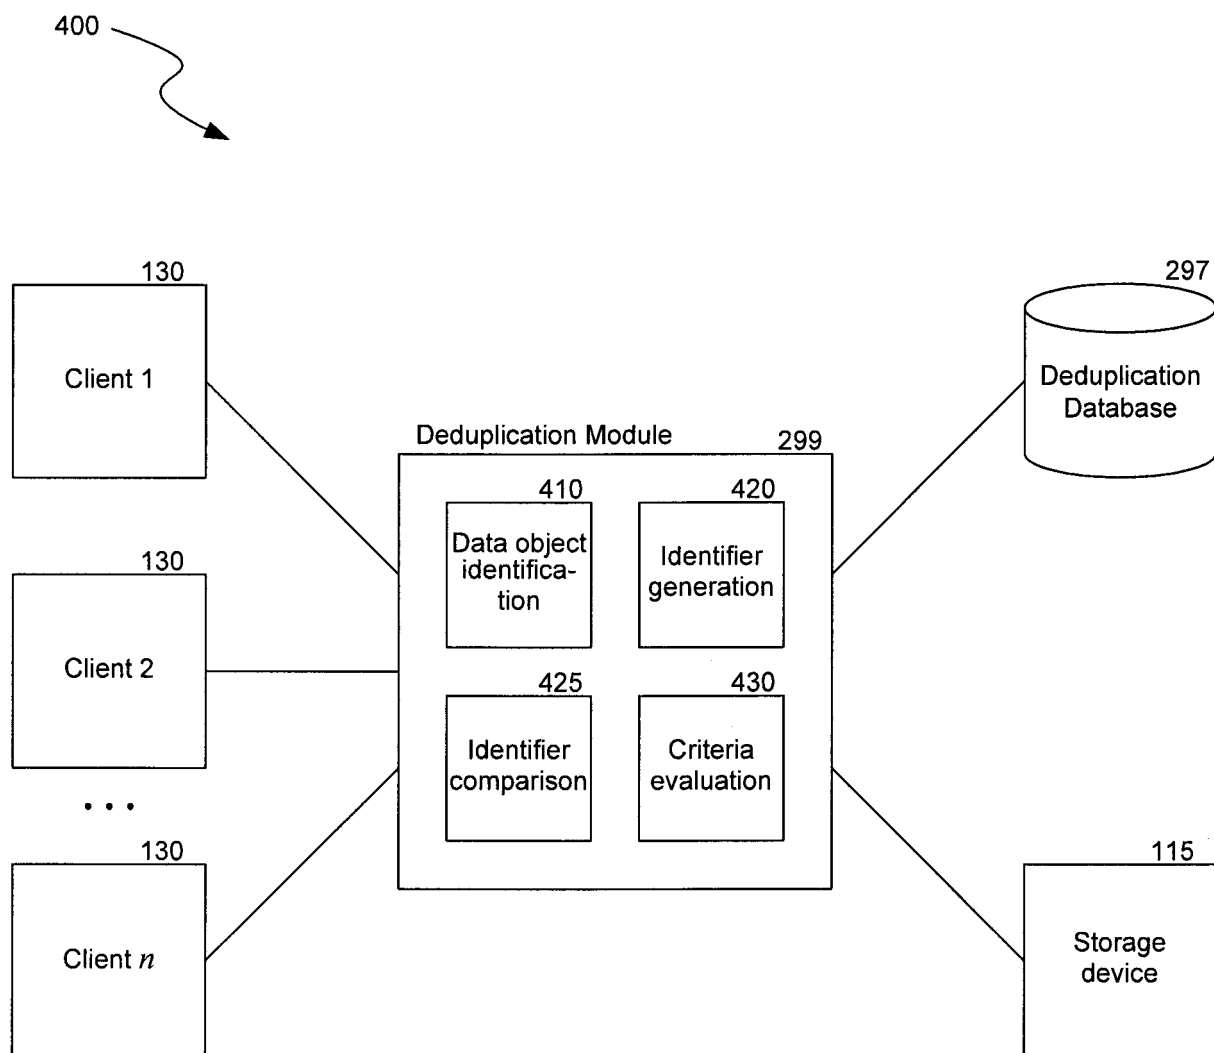 400
130
Client 1
297
Deduplication
Database
Deduplication Module
299
410
Data object
identifica-
tion
420
Identifier
generation
130
Client 2
425
Identifier
comparison
430
Criteria
evaluation
...
130
Client n
115
Storage
device